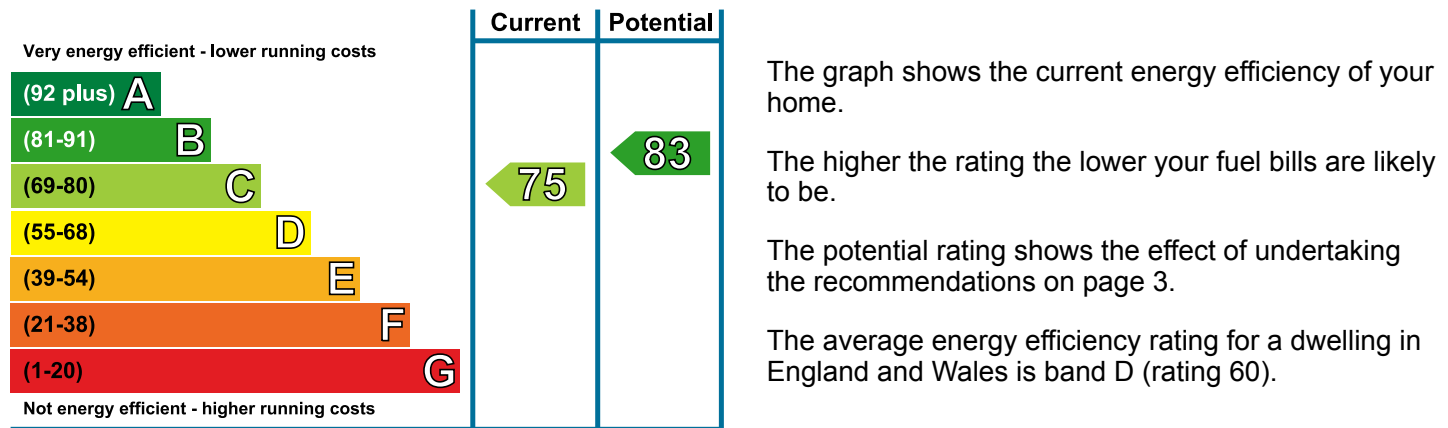 Current Potential
Very energy efficient - lower running costs
(92 plus) A
(81-91) B
(69-80) C
(55-68) D
(39-54) E
(21-38) F
(1-20) G
Not energy efficient - higher running costs
75
83
The graph shows the current energy efficiency of your
home.
The higher the rating the lower your fuel bills are likely
to be.
The potential rating shows the effect of undertaking
the recommendations on page 3.
The average energy efficiency rating for a dwelling in
England and Wales is band D (rating 60).